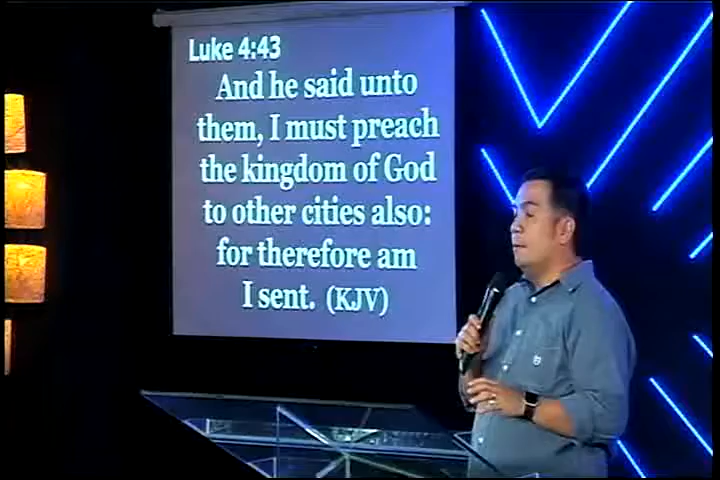 Luke 4:43
And he said unto
them, I must preach
the kingdom of God
to other cities also:
for therefore am
I sent. (KJV)